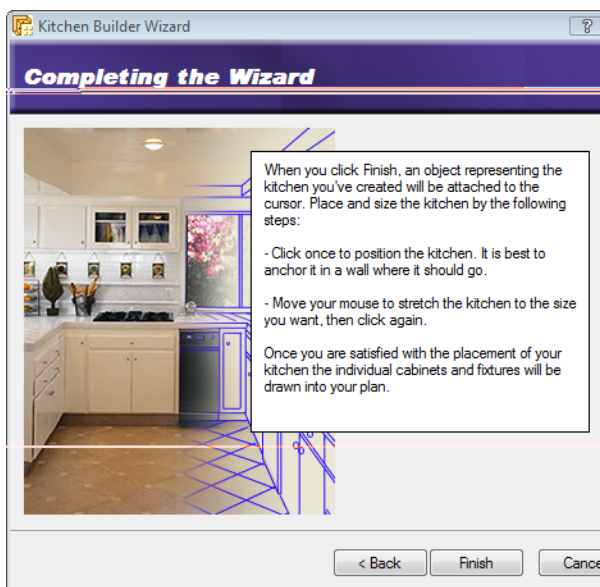 Kitchen Builder Wizard
?
Completing the Wizard
When you click Finish, an object representing the
kitchen you've created will be attached to the
cursor. Place and size the kitchen by the following
steps:
- Click once to position the kitchen. It is best to
anchor it in a wall where it should go.
- Move your mouse to stretch the kitchen to the size
you want, then click again.
Once you are satisfied with the placement of your
kitchen the individual cabinets and fixtures will be
drawn into your plan.
< Back Finish Cance